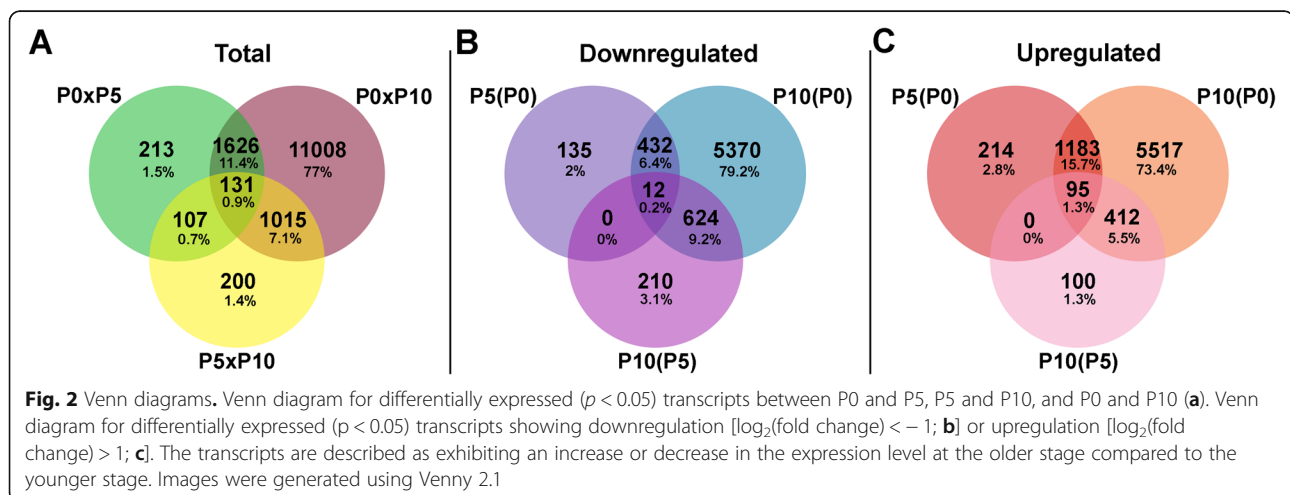 A
Total
P0xP5
P0xP10
213
1.5%
1626
11.4%
11008
77%
131
0.9%
107
0.7%
1015
7.1%
200
1.4%
P5xP10
B
Downregulated
P5(P0)
P10(P0)
135
2%
432
6.4%
5370
79.2%
12
0.2%
0
0%
624
9.2%
210
3.1%
P10(P5)
C
Upregulated
P5(P0)
P10(P0)
214
2.8%
1183
15.7%
5517
73.4%
95
1.3%
0
0%
412
5.5%
100
1.3%
P10(P5)
Fig. 2 Venn diagrams. Venn diagram for differentially expressed (p < 0.05) transcripts between P0 and P5, P5 and P10, and P0 and P10 (a). Venn
diagram for differentially expressed (p < 0.05) transcripts showing downregulation [log₂(fold change) < − 1; b] or upregulation [log₂(fold
change) > 1; c]. The transcripts are described as exhibiting an increase or decrease in the expression level at the older stage compared to the
younger stage. Images were generated using Venny 2.1